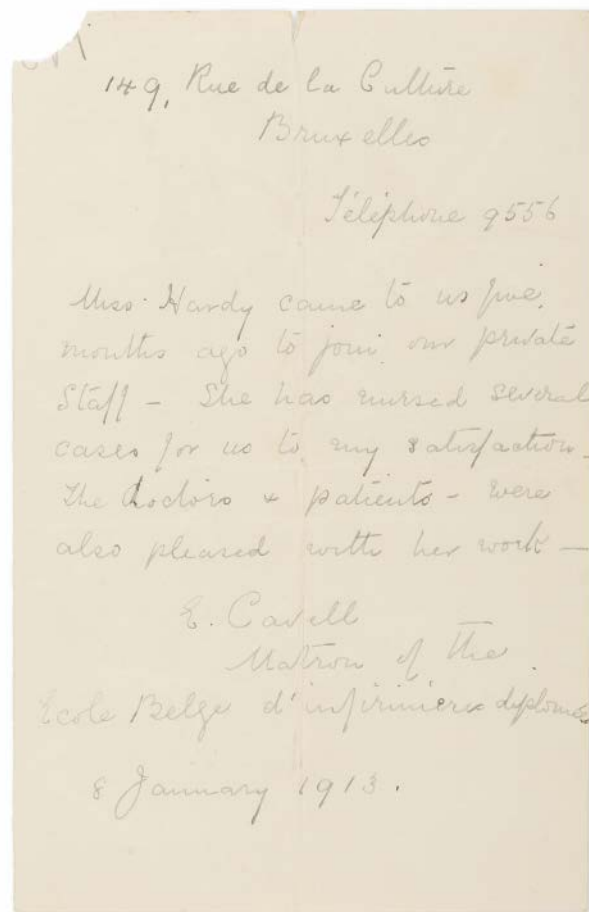 149, Rue de la Culture
Bruxelles
Téléphone 9556
Miss Hardy came to us five
months ago to join our private
Staff - She has nursed several
cases for us to my satisfaction -
The doctors & patients - were
also pleased with her work -
E. Cavell
Matron of the
Ecole Belge d'infirmières diplomées
8 January 1913.